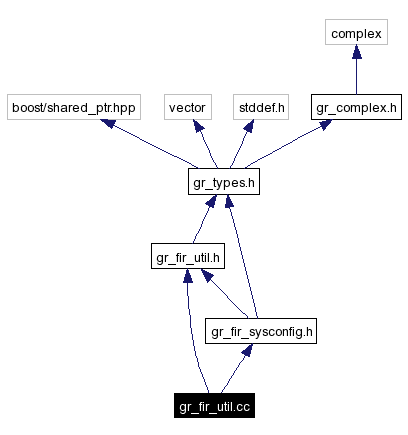 complex
boost/shared_ptr.hpp
vector
stddef.h
gr_complex.h
gr_types.h
gr_fir_util.h
gr_fir_sysconfig.h
gr_fir_util.cc